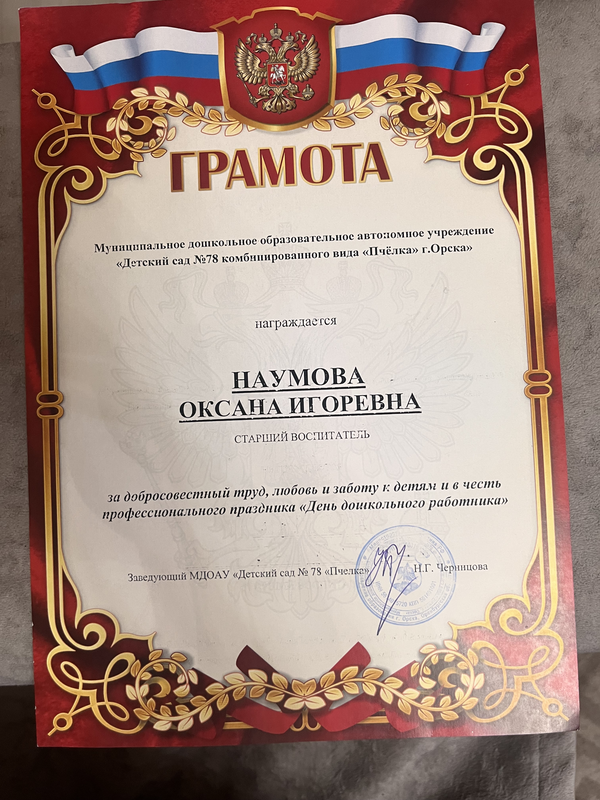 ГРАМОТА
Муниципальное дошкольное образовательное автономное учреждение
«Детский сад №78 комбинированного вида «Пчёлка» г.Орска»
награждается
НАУМОВА
ОКСАНА ИГОРЕВНА
СТАРШИЙ ВОСПИТАТЕЛЬ
за добросовестный труд, любовь и заботу к детям и в честь
профессионального праздника «День дошкольного работника»
Заведующий МДОАУ «Детский сад № 78 «Пчелка» Н.Г. Черницова